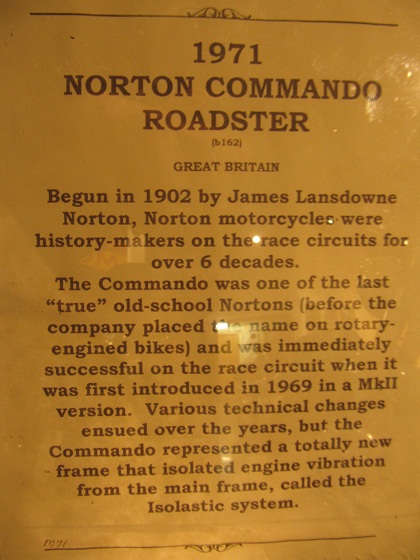 1971
NORTON COMMANDO
ROADSTER
(b162)
GREAT BRITAIN
Begun in 1902 by James Lansdowne
Norton, Norton motorcycles were
history-makers on the race circuits for
over 6 decades.
The Commando was one of the last
“true” old-school Nortons (before the
company placed the name on rotary-
engined bikes) and was immediately
successful on the race circuit when it
was first introduced in 1969 in a MkII
version. Various technical changes
ensued over the years, but the
Commando represented a totally new
frame that isolated engine vibration
from the main frame, called the
Isolastic system.